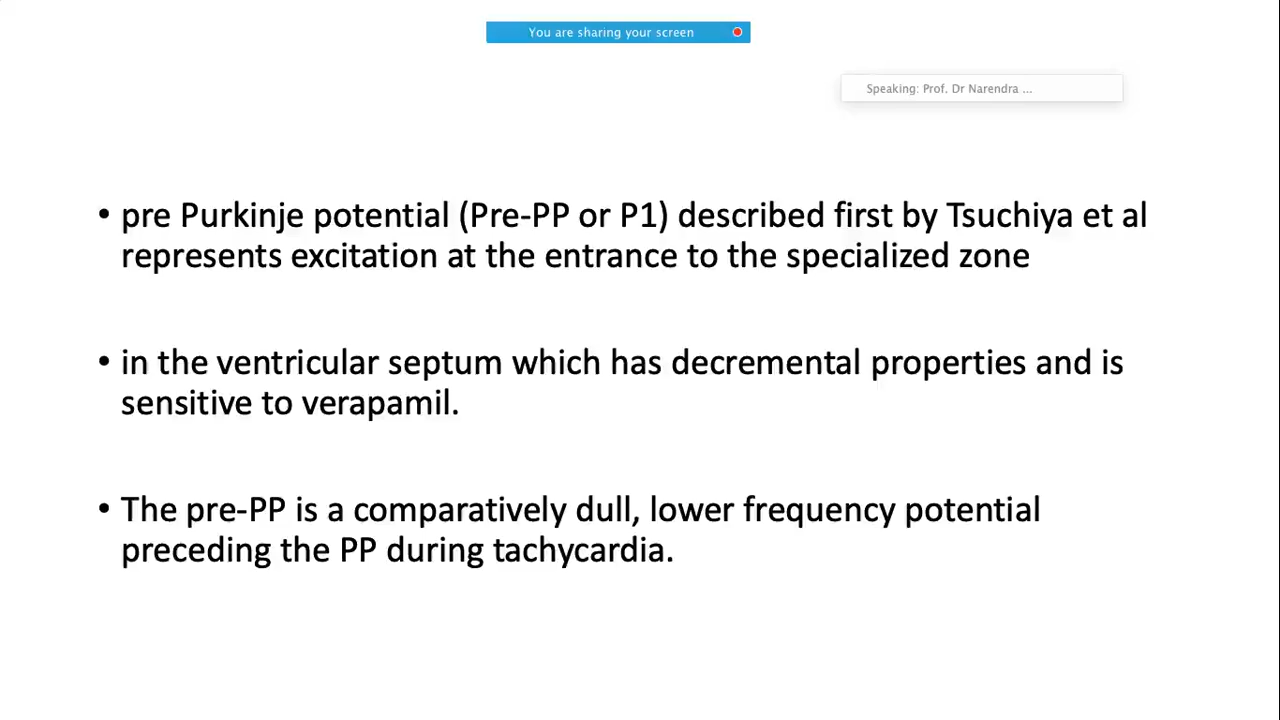 You are sharing your screen
Speaking: Prof. Dr Narendra ...
• pre Purkinje potential (Pre-PP or P1) described first by Tsuchiya et al
represents excitation at the entrance to the specialized zone
• in the ventricular septum which has decremental properties and is
sensitive to verapamil.
• The pre-PP is a comparatively dull, lower frequency potential
preceding the PP during tachycardia.